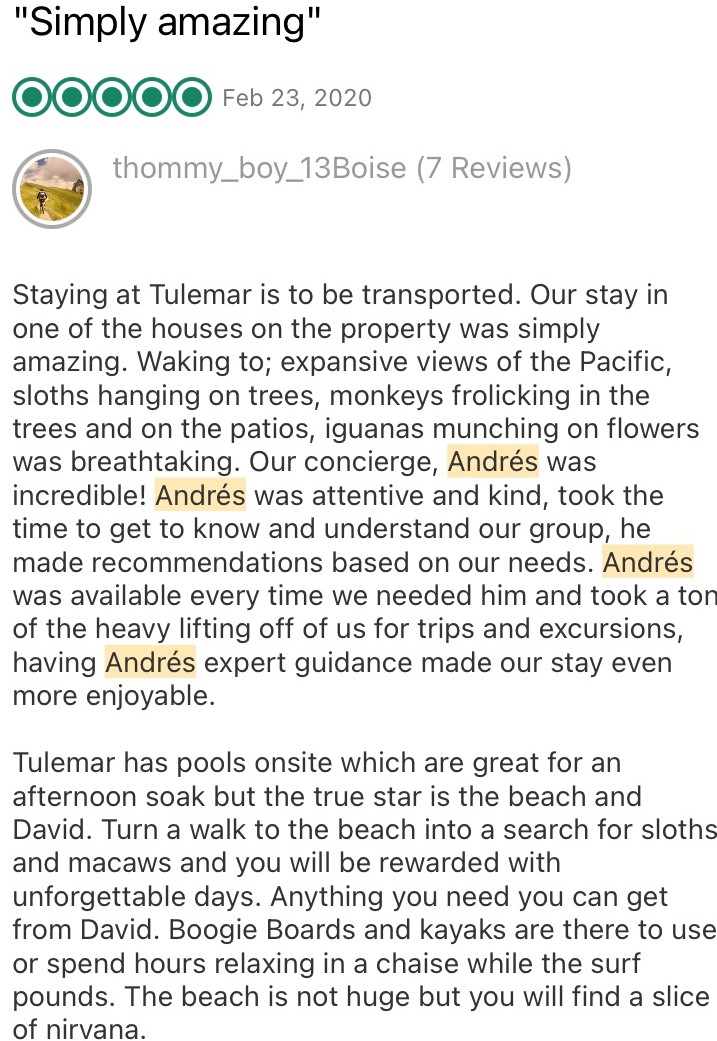 "Simply amazing"
Feb 23, 2020
thommy_boy_13Boise (7 Reviews)
Staying at Tulemar is to be transported. Our stay in
one of the houses on the property was simply
amazing. Waking to; expansive views of the Pacific,
sloths hanging on trees, monkeys frolicking in the
trees and on the patios, iguanas munching on flowers
was breathtaking. Our concierge, Andrés was
incredible! Andrés was attentive and kind, took the
time to get to know and understand our group, he
made recommendations based on our needs. Andrés
was available every time we needed him and took a ton
of the heavy lifting off of us for trips and excursions,
having Andrés expert guidance made our stay even
more enjoyable.
Tulemar has pools onsite which are great for an
afternoon soak but the true star is the beach and
David. Turn a walk to the beach into a search for sloths
and macaws and you will be rewarded with
unforgettable days. Anything you need you can get
from David. Boogie Boards and kayaks are there to use
or spend hours relaxing in a chaise while the surf
pounds. The beach is not huge but you will find a slice
of nirvana.